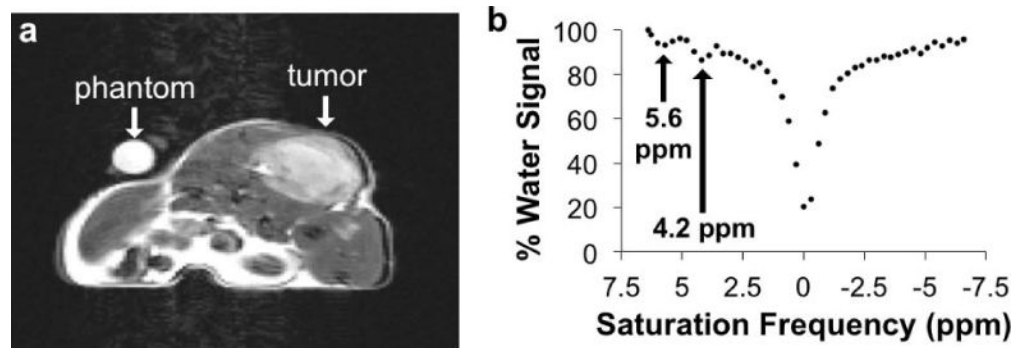 a
phantom
tumor
b
% Water Signal
100
80
60
40
20
0
5.6
ppm
4.2 ppm
7.5 5 2.5 0 -2.5 -5 -7.5
Saturation Frequency (ppm)